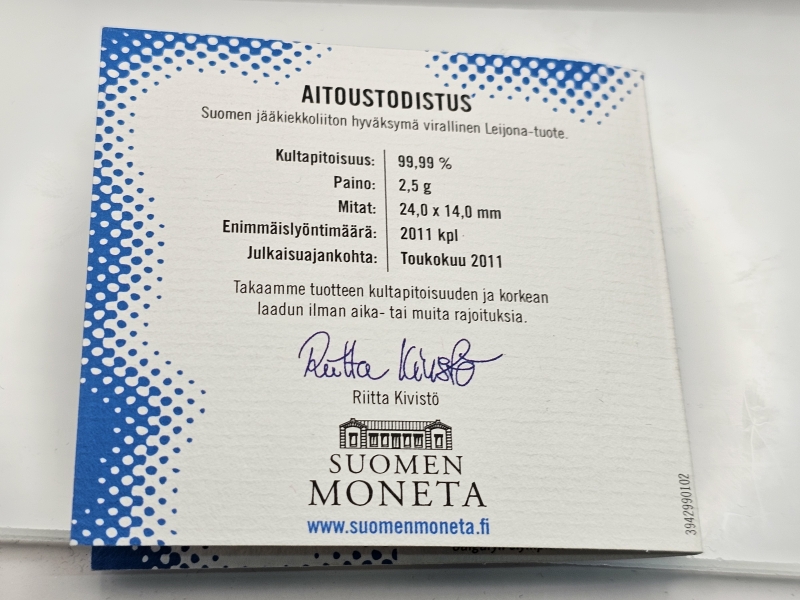 AITOUSTODISTUS
Suomen jääkiekkoliiton hyväksymä virallinen Leijona-tuote.
Kultapitoisuus: 99,99 %
Paino: 2,5 g
Mitat: 24,0 x 14,0 mm
Enimmäislyöntimäärä: 2011 kpl
Julkaisuajankohta: Toukokuu 2011
Takaamme tuotteen kultapitoisuuden ja korkean
laadun ilman aika- tai muita rajoituksia.
Riitta Kivistö
Riitta Kivistö
SUOMEN
MONETA
www.suomenmoneta.fi
3942990102